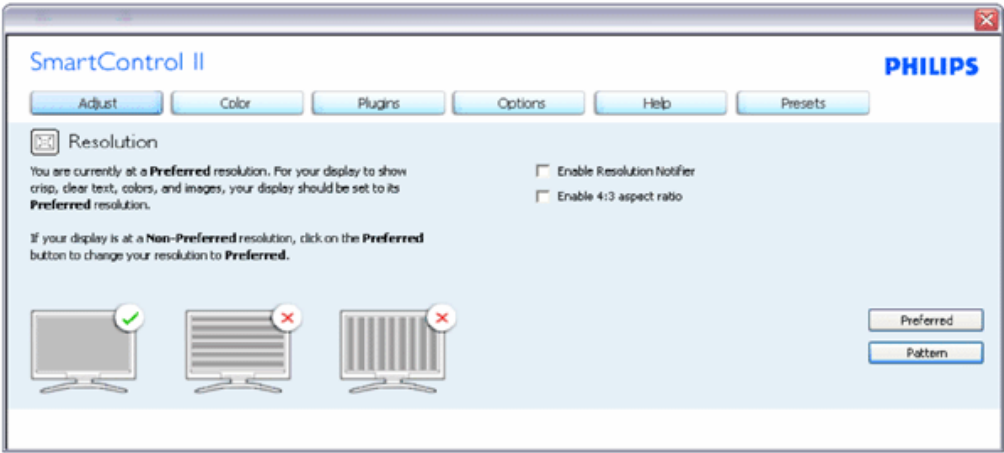 SmartControl II
PHILIPS
Adjust Color Plugins Options Help Presets
Resolution
You are currently at a Preferred resolution. For your display to show
crisp, clear text, colors, and images, your display should be set to its
Preferred resolution.
If your display is at a Non-Preferred resolution, click on the Preferred
button to change your resolution to Preferred.
Enable Resolution Notifier
Enable 4:3 aspect ratio
Preferred
Pattern